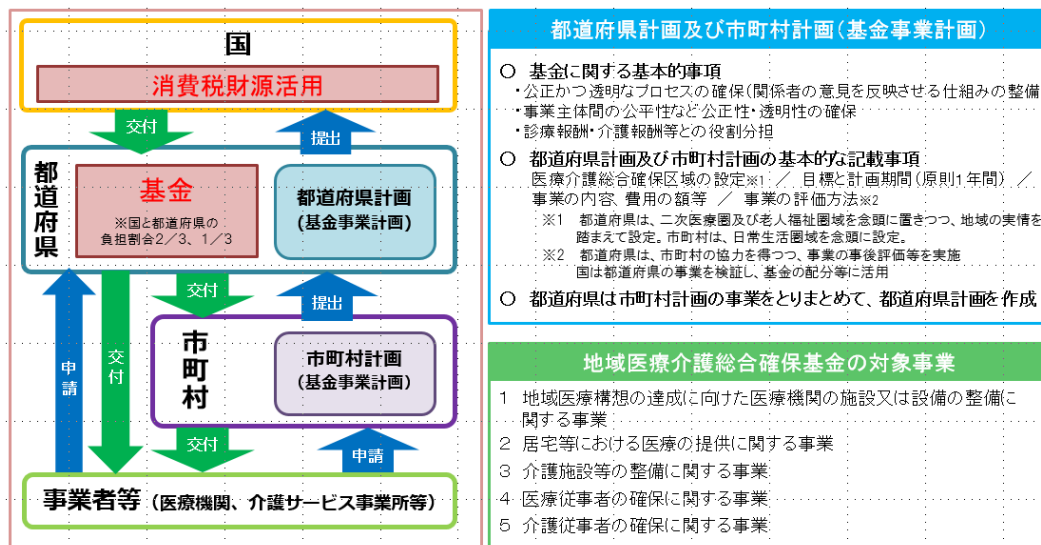 国
消費税財源活用
交付
提出
都道府県
基金
※国と都道府県の
負担割合2/3、1/3
都道府県計画
(基金事業計画)
交付
提出
申請
交付
市町村
市町村計画
(基金事業計画)
交付
申請
事業者等（医療機関、介護サービス事業所等）
都道府県計画及び市町村計画（基金事業計画）
○ 基金に関する基本的事項
・公正かつ透明なプロセスの確保（関係者の意見を反映させる仕組みの整備
・事業主体間の公平性など公正性・透明性の確保
・診療報酬・介護報酬等との役割分担
○ 都道府県計画及び市町村計画の基本的な記載事項
医療介護総合確保区域の設定※1 ／ 目標と計画期間（原則1年間） ／
事業の内容、費用の額等 ／ 事業の評価方法※2
※1 都道府県は、二次医療圏及び老人福祉圏域を念頭に置きつつ、地域の実情を
踏まえて設定。市町村は、日常生活圏域を念頭に設定。
※2 都道府県は、市町村の協力を得つつ、事業の事後評価等を実施
国は都道府県の事業を検証し、基金の配分等に活用
○ 都道府県は市町村計画の事業をとりまとめて、都道府県計画を作成
地域医療介護総合確保基金の対象事業
1 地域医療構想の達成に向けた医療機関の施設又は設備の整備に
関する事業
2 居宅等における医療の提供に関する事業
3 介護施設等の整備に関する事業
4 医療従事者の確保に関する事業
5 介護従事者の確保に関する事業